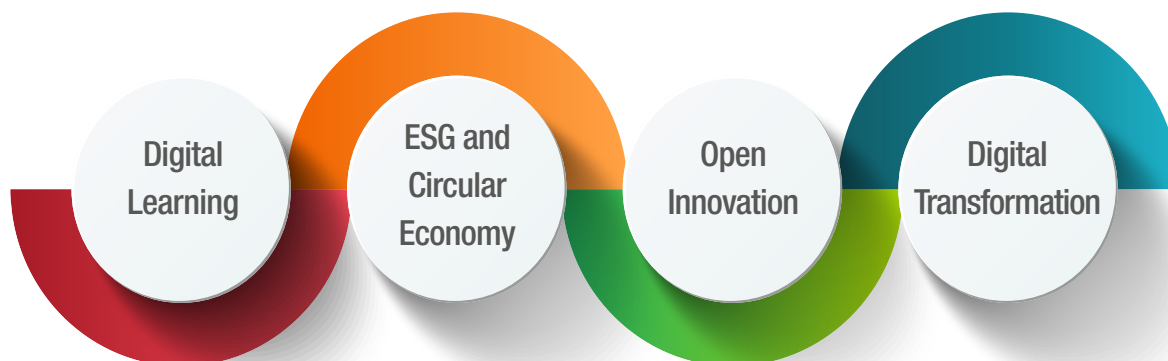 Digital
Learning
ESG and
Circular
Economy
Open
Innovation
Digital
Transformation